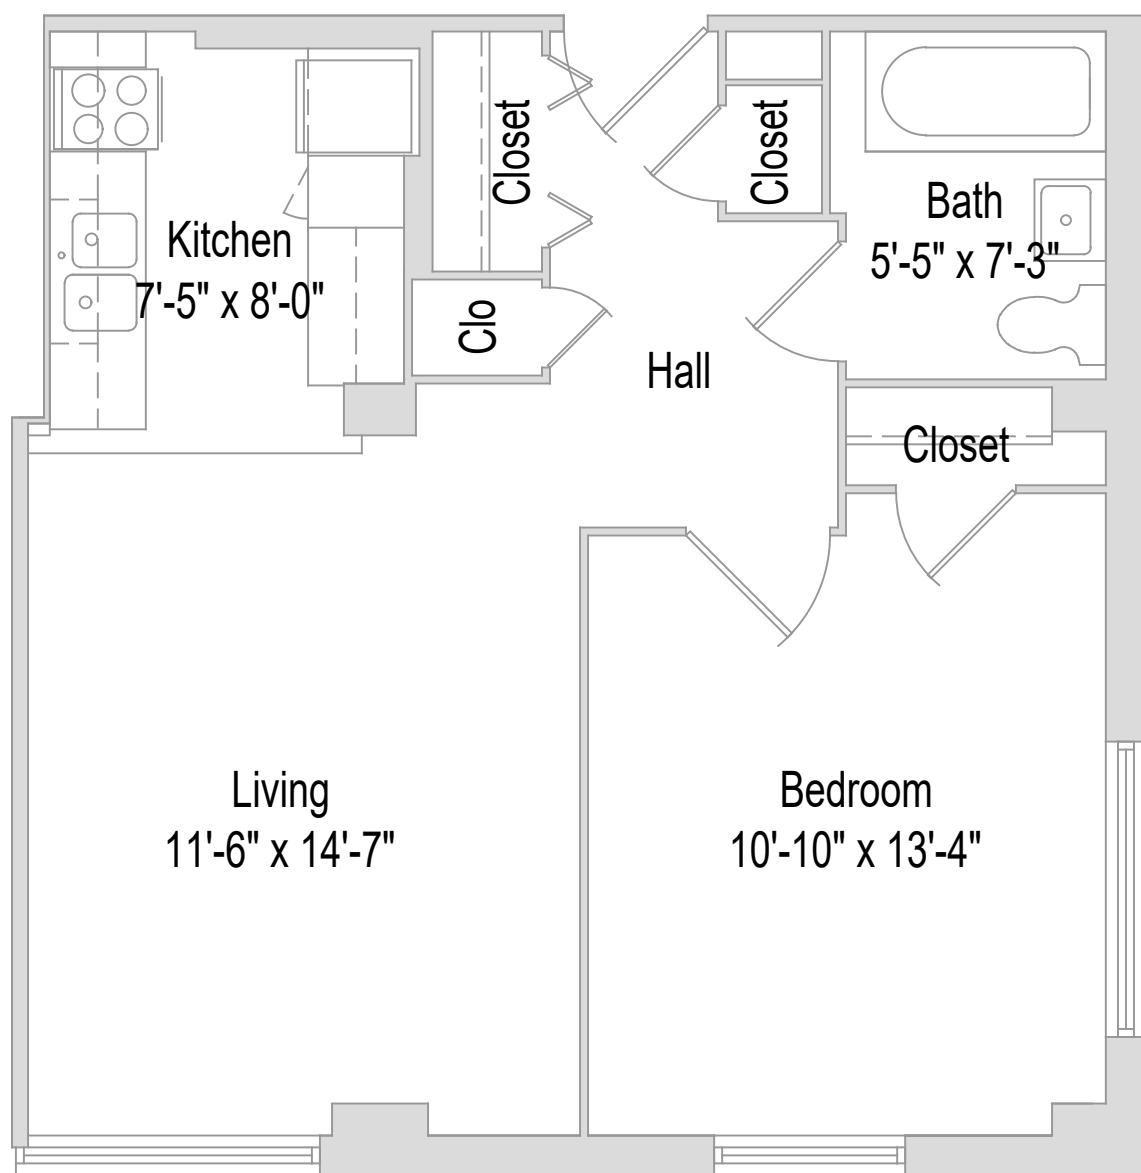 Closet
Closet
Bath
5'-5" x 7'-3"
Kitchen
7'-5" x 8'-0"
Clo
Hall
Closet
Living
11'-6" x 14'-7"
Bedroom
10'-10" x 13'-4"